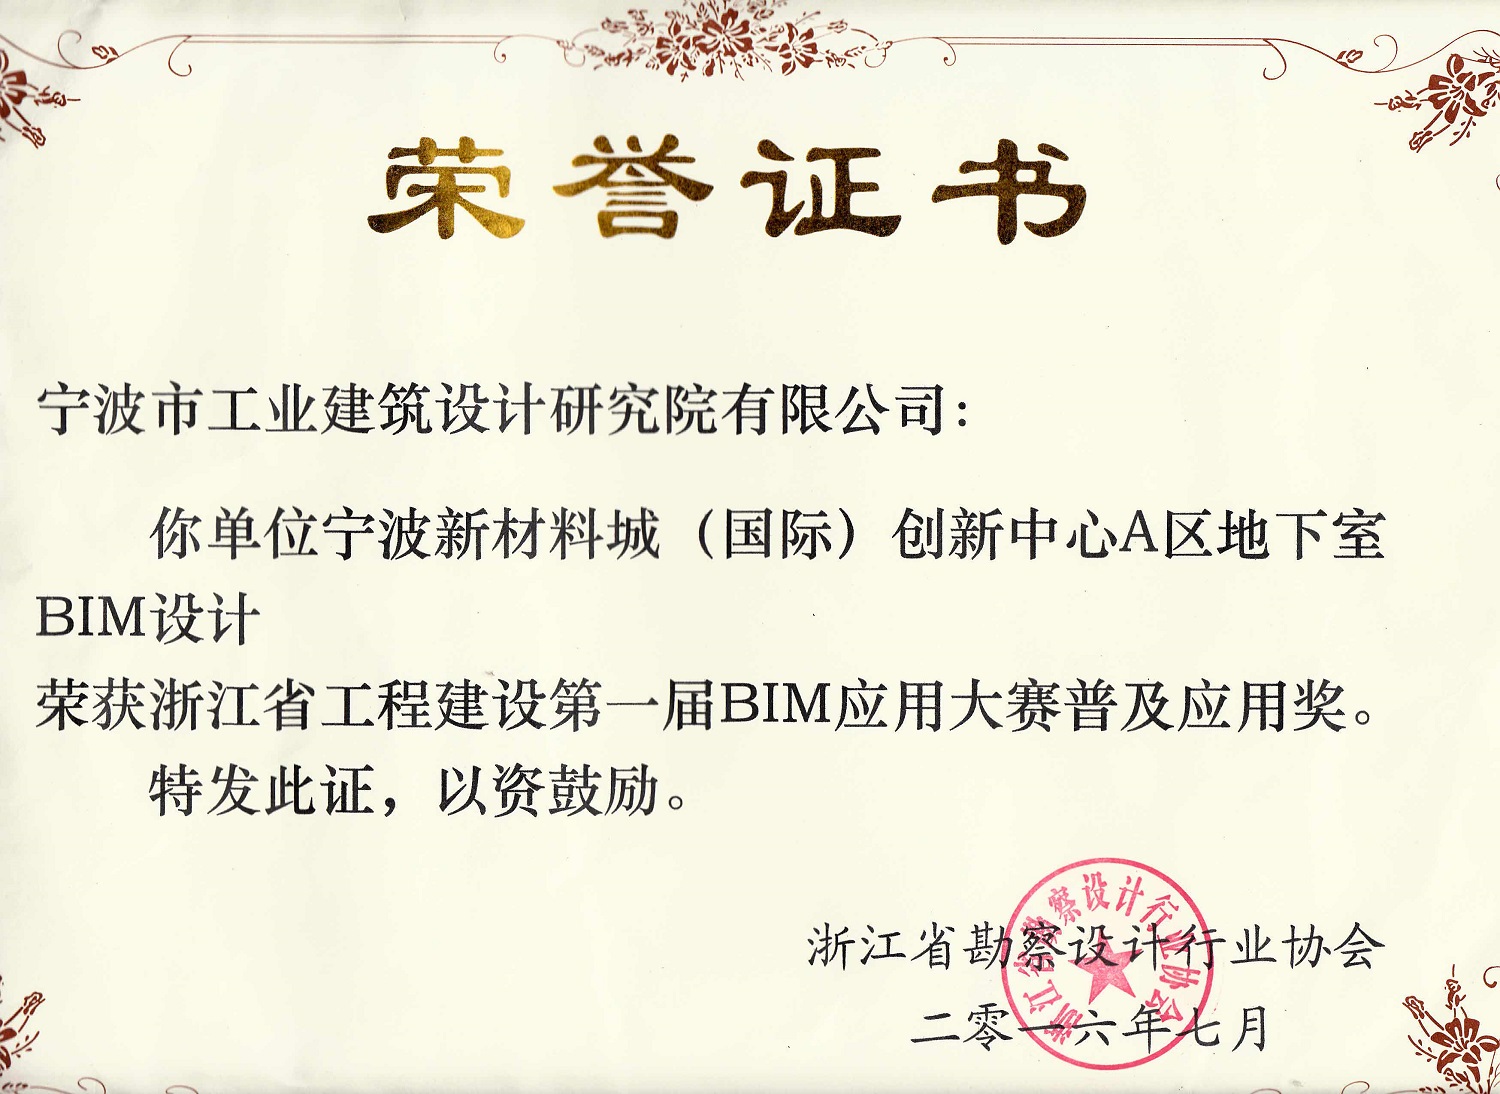 荣誉证书
宁波市工业建筑设计研究院有限公司：
你单位宁波新材料城（国际）创新中心A区地下室
BIM设计
荣获浙江省工程建设第一届BIM应用大赛普及应用奖。
特发此证，以资鼓励。
浙江省勘察设计行业协会
二零一六年七月
浙江省勘察设计行业协会